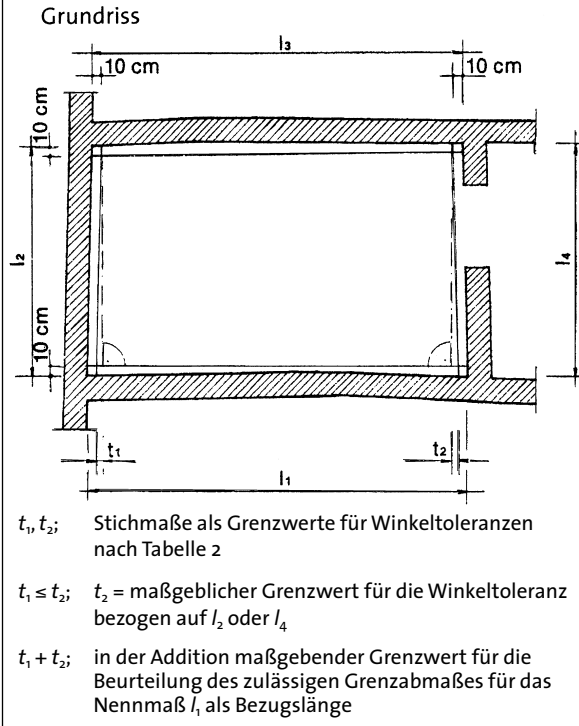 Grundriss
l₃
10 cm
10 cm
10 cm
l₂
l₄
10 cm
t₁
t₂
l₁
t₁, t₂; Stichmaße als Grenzwerte für Winkeltoleranzen
nach Tabelle 2
t₁ ≤ t₂; t₂ = maßgeblicher Grenzwert für die Winkeltoleranz
bezogen auf l₂ oder l₄
t₁ + t₂; in der Addition maßgebender Grenzwert für die
Beurteilung des zulässigen Grenzabmaßes für das
Nennmaß l₁ als Bezugslänge